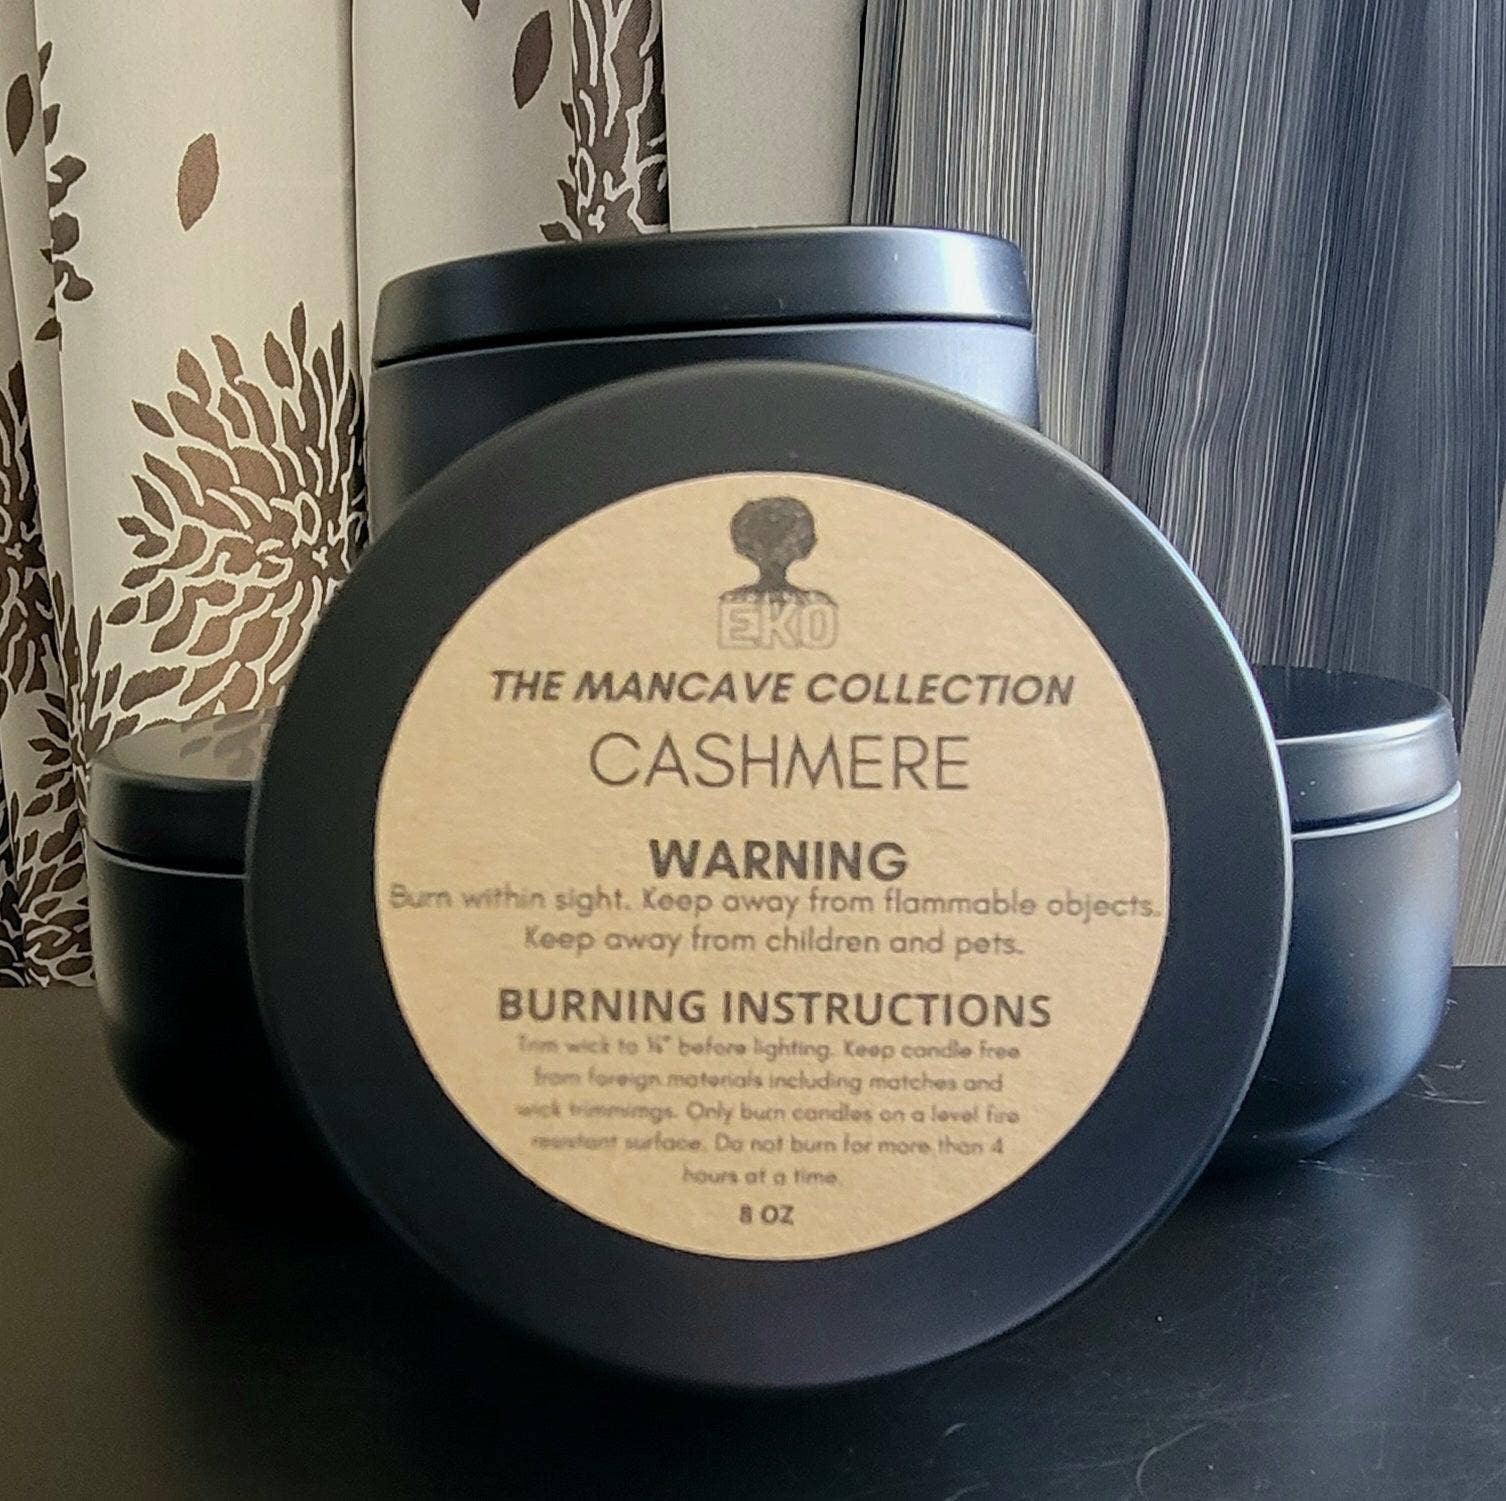 EKO
THE MANCAVE COLLECTION
CASHMERE
WARNING
Burn within sight. Keep away from flammable objects.
Keep away from children and pets.
BURNING INSTRUCTIONS
Trim wick to ¼" before lighting. Keep candle free
from foreign materials including matches and
wick trimmings. Only burn candles on a level fire
resistant surface. Do not burn for more than 4
hours at a time.
8 OZ